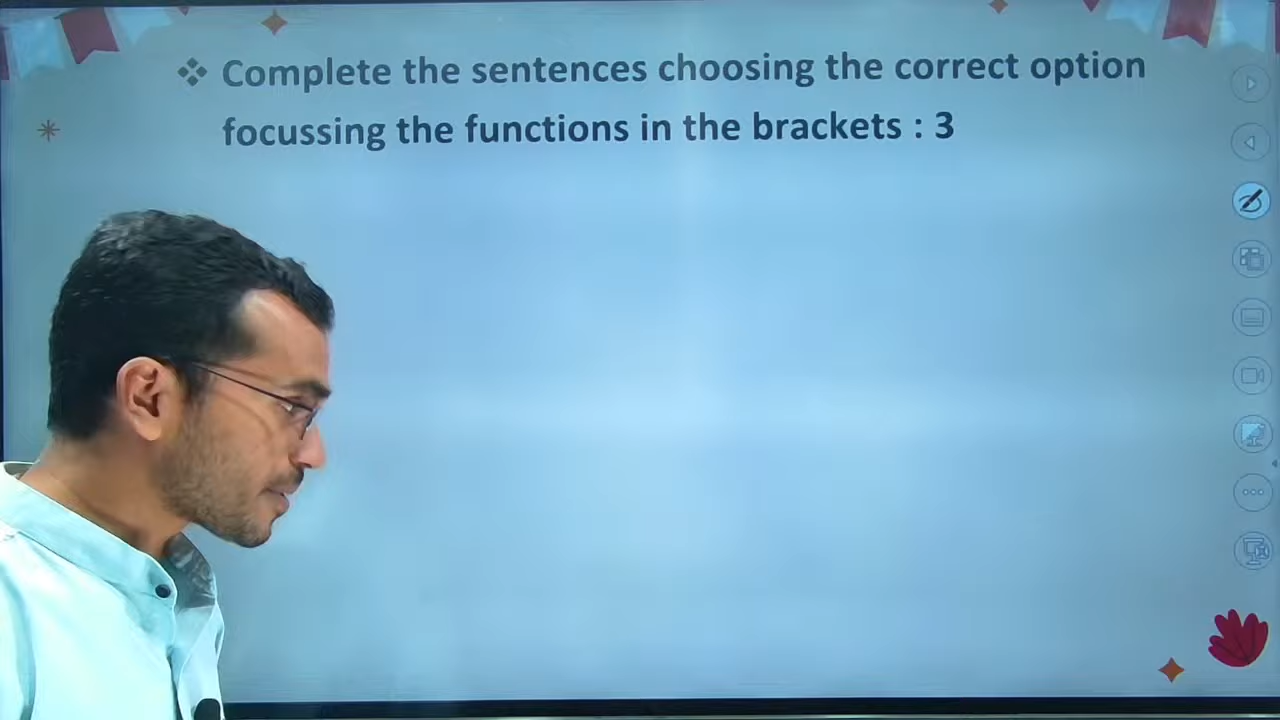 ❖ Complete the sentences choosing the correct option
focussing the functions in the brackets : 3